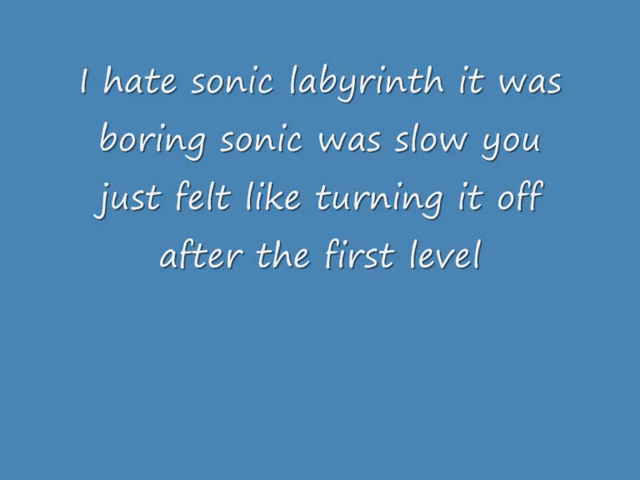 I hate sonic labyrinth it was
boring sonic was slow you
just felt like turning it off
after the first level